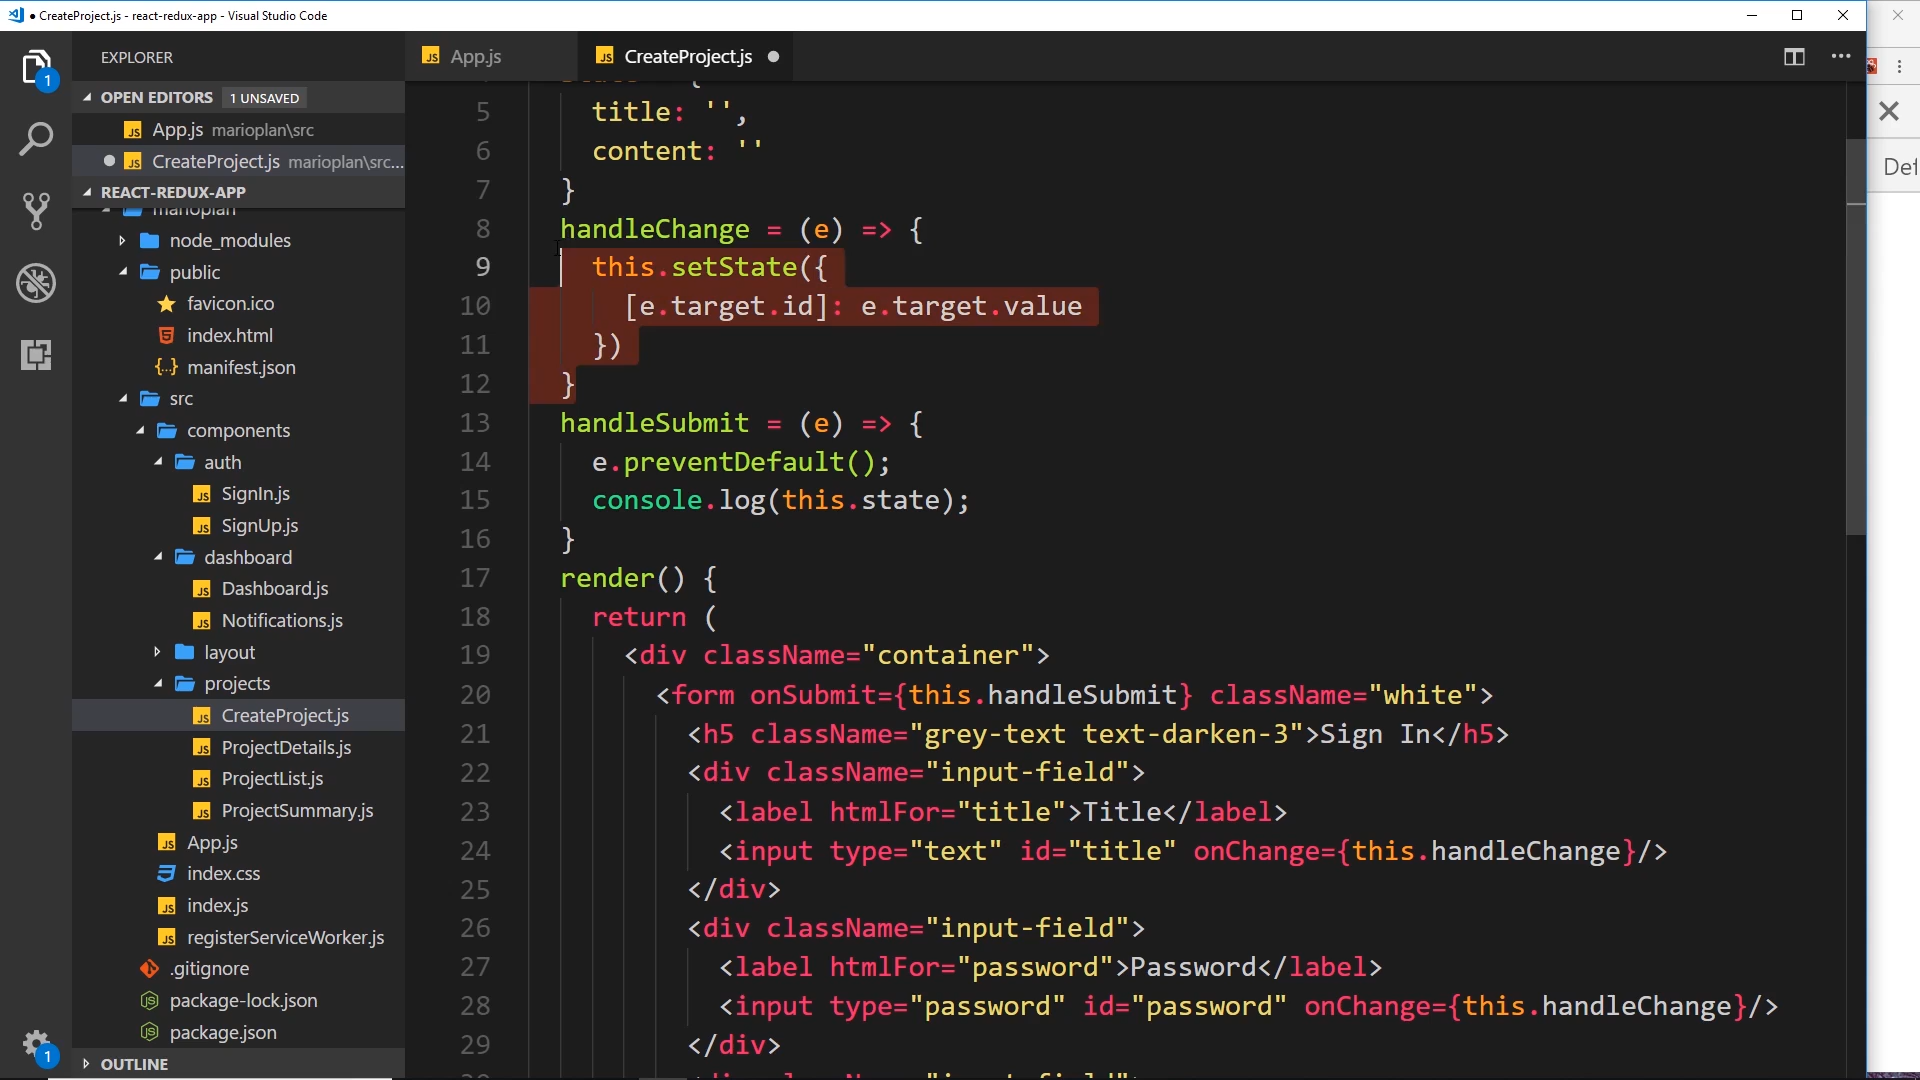 CreateProject.js - react-redux-app - Visual Studio Code
EXPLORER
OPEN EDITORS 1 UNSAVED
App.js marioplan\src
CreateProject.js marioplan\src...
REACT-REDUX-APP
marioplan
node_modules
public
favicon.ico
index.html
manifest.json
src
components
auth
SignIn.js
SignUp.js
dashboard
Dashboard.js
Notifications.js
layout
projects
CreateProject.js
ProjectDetails.js
ProjectList.js
ProjectSummary.js
App.js
index.css
index.js
registerServiceWorker.js
.gitignore
package-lock.json
package.json
OUTLINE
1
1
App.js
CreateProject.js
5 title: '',
6 content: ''
7 }
8 handleChange = (e) => {
9 this.setState({
10 [e.target.id]: e.target.value
11 })
12 }
13 handleSubmit = (e) => {
14 e.preventDefault();
15 console.log(this.state);
16 }
17 render() {
18 return (
19 <div className="container">
20 <form onSubmit={this.handleSubmit} className="white">
21 <h5 className="grey-text text-darken-3">Sign In</h5>
22 <div className="input-field">
23 <label htmlFor="title">Title</label>
24 <input type="text" id="title" onChange={this.handleChange}/>
25 </div>
26 <div className="input-field">
27 <label htmlFor="password">Password</label>
28 <input type="password" id="password" onChange={this.handleChange}/>
29 </div>